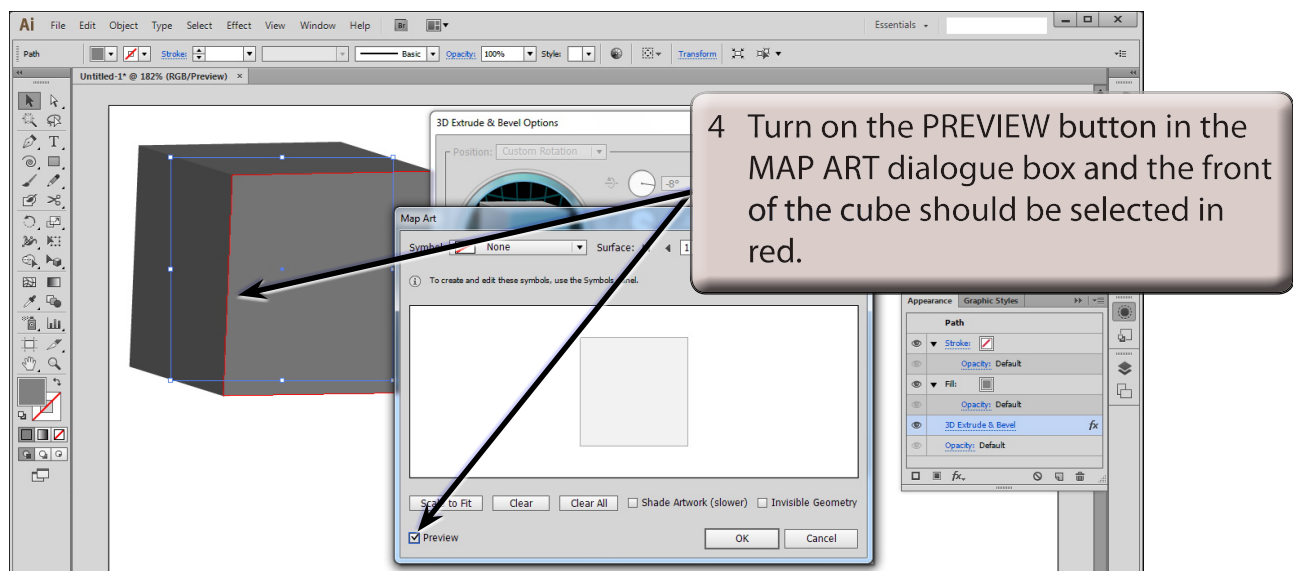 Ai File Edit Object Type Select Effect View Window Help Br Essentials
Path Stroke: Basic Opacity: 100% Style: Transform
Untitled-1* @ 182% (RGB/Preview) ×
3D Extrude & Bevel Options
Position: Custom Rotation
-8°
4 Turn on the PREVIEW button in the
MAP ART dialogue box and the front
of the cube should be selected in
red.
Map Art
None Surface: 1
To create and edit these symbols, use the Symbols
Appearance Graphic Styles
Path
Stroke:
Opacity: Default
Fill:
Opacity: Default
3D Extrude & Bevel fx
Opacity: Default
fx
to Fit Clear Clear All Shade Artwork (slower) Invisible Geometry
Preview OK Cancel